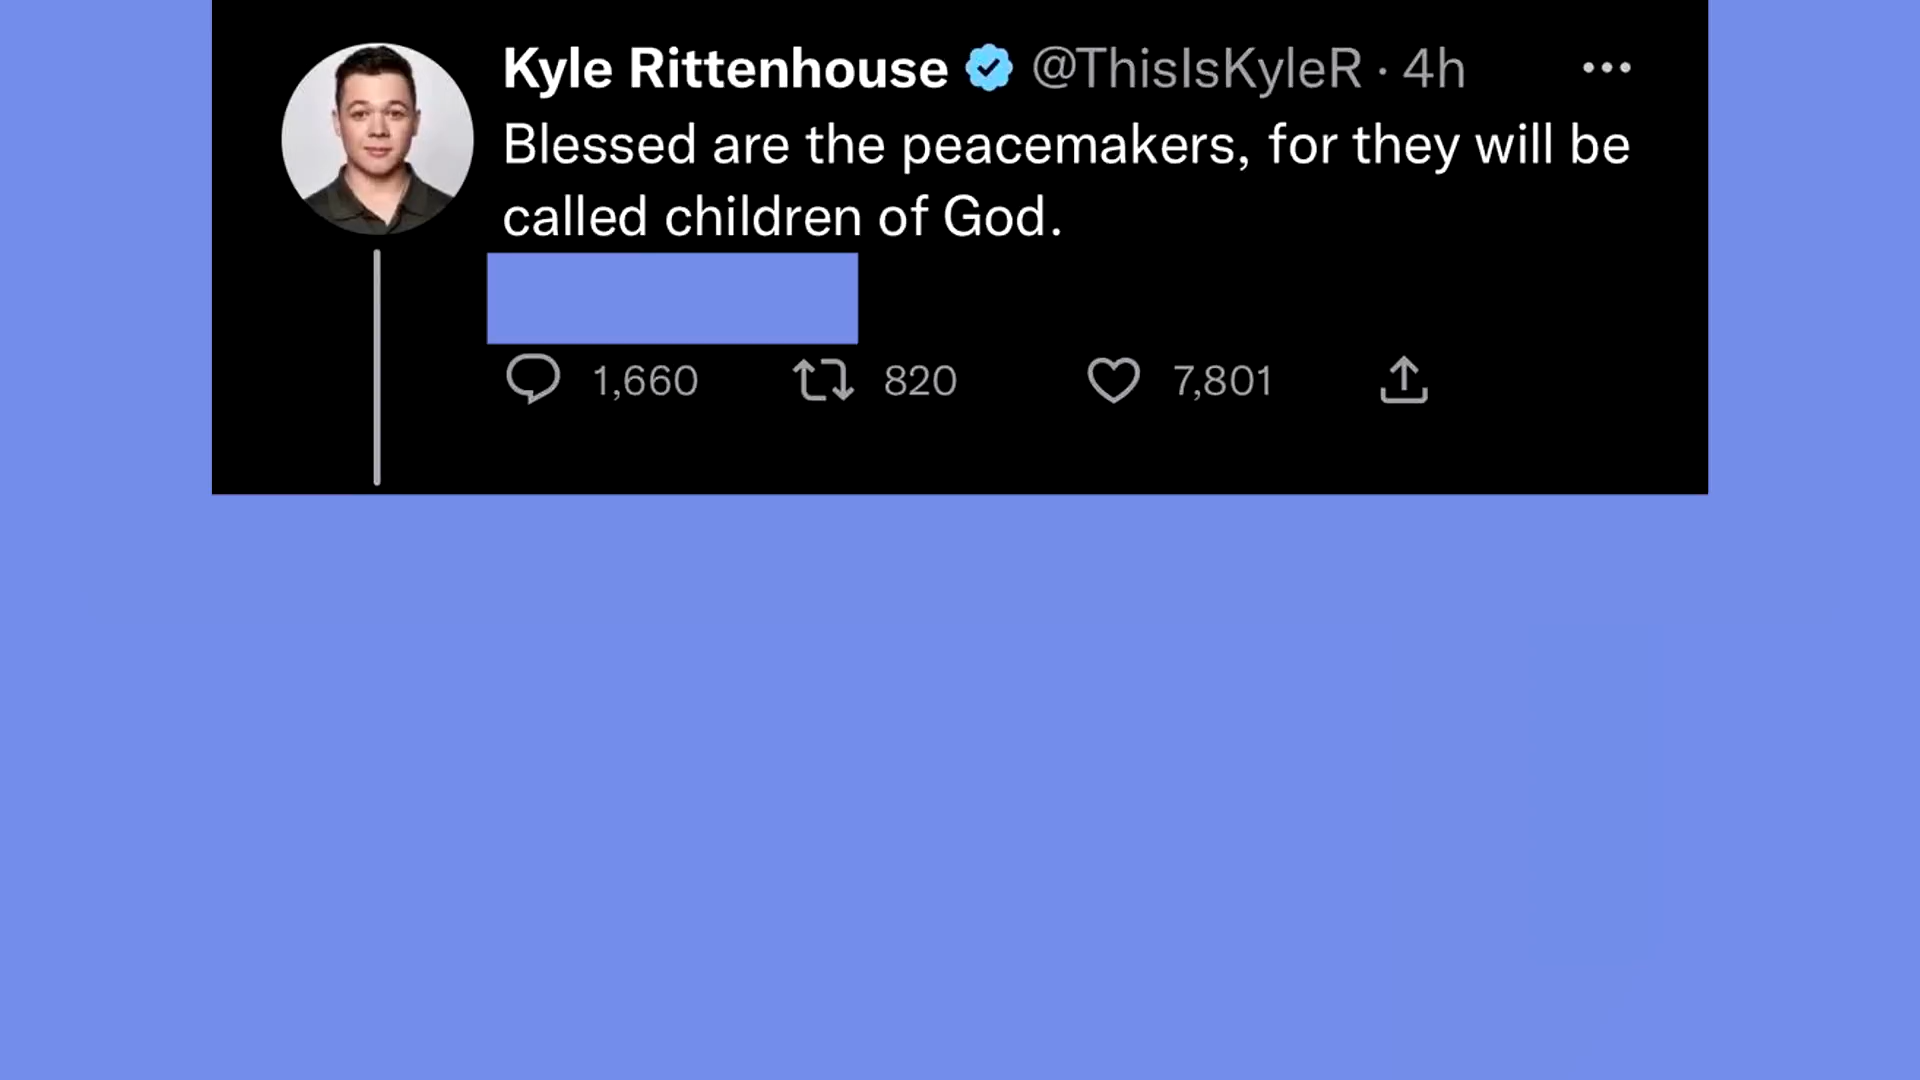 Kyle Rittenhouse @ThisIsKyleR · 4h
Blessed are the peacemakers, for they will be
called children of God.
1,660 820 7,801